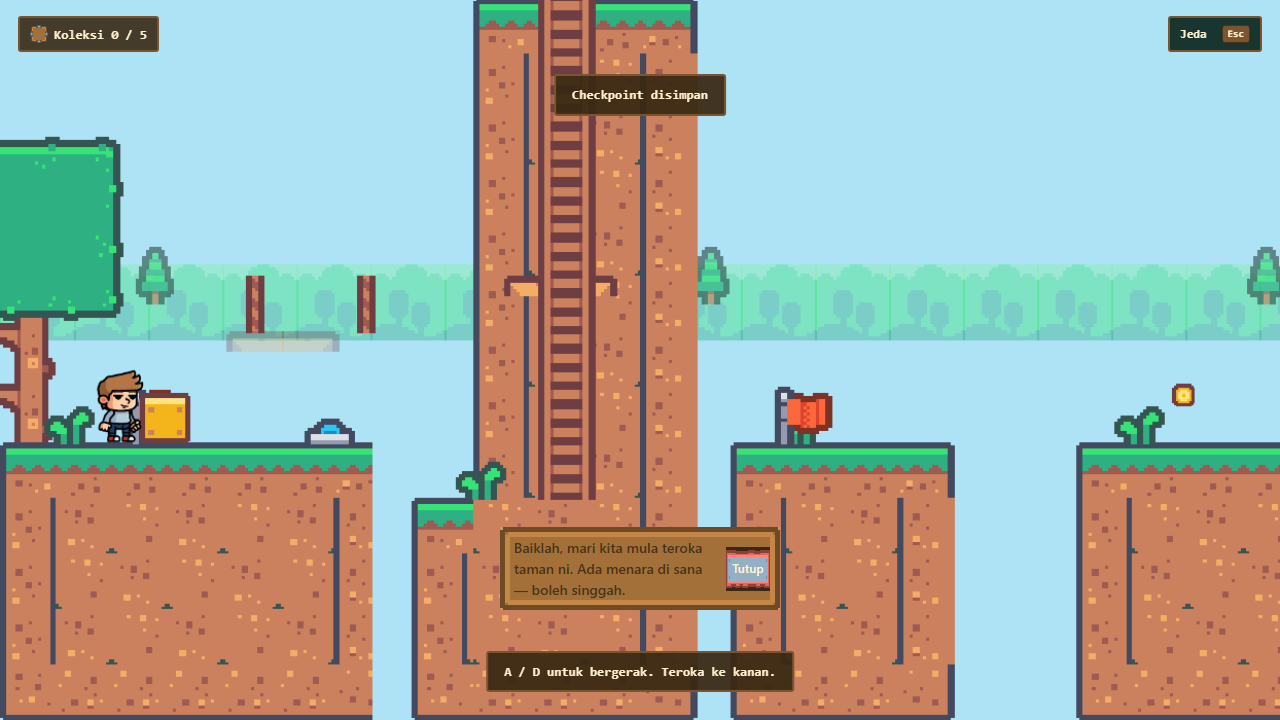 Koleksi 0 / 5
Jeda Esc
Checkpoint disimpan
Baiklah, mari kita mula teroka
taman ni. Ada menara di sana
— boleh singgah.
Tutup
A / D untuk bergerak. Teroka ke kanan.